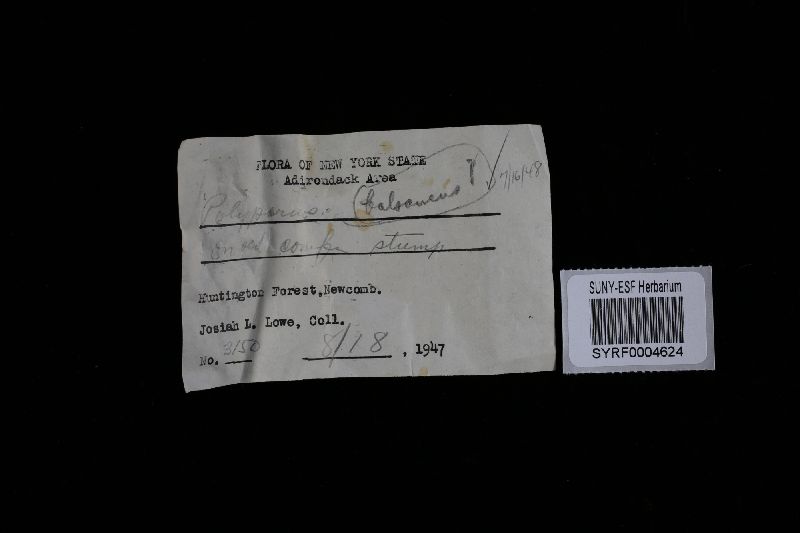 FLORA OF NEW YORK STATE
Adirondack Area
Polyporus balsameus ? 7/16/48
on old conifer stump
Huntington Forest, Newcomb.
Josiah L. Lowe, Coll.
No. 3150 8/18, 1947
SUNY-ESF Herbarium
SYRF0004624